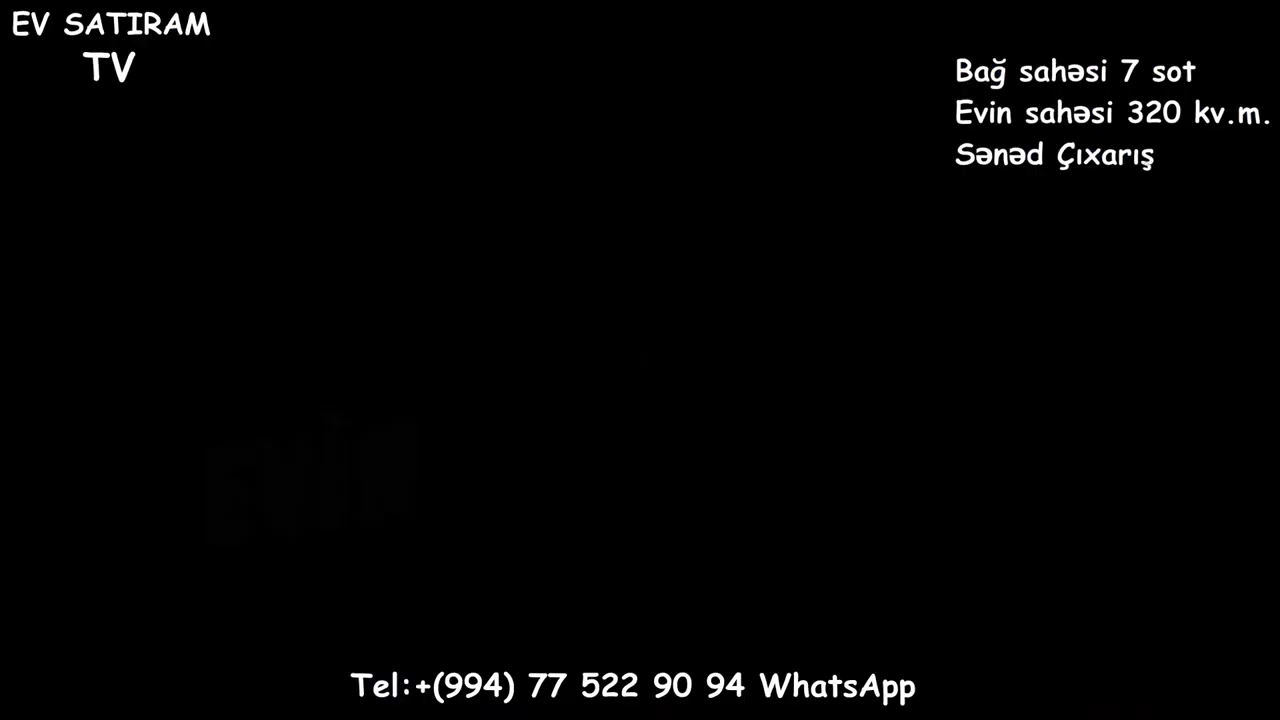 EV SATIRAM
TV
Bağ sahəsi 7 sot
Evin sahəsi 320 kv.m.
Sənəd Çıxarış
EVİN
Tel:+(994) 77 522 90 94 WhatsApp